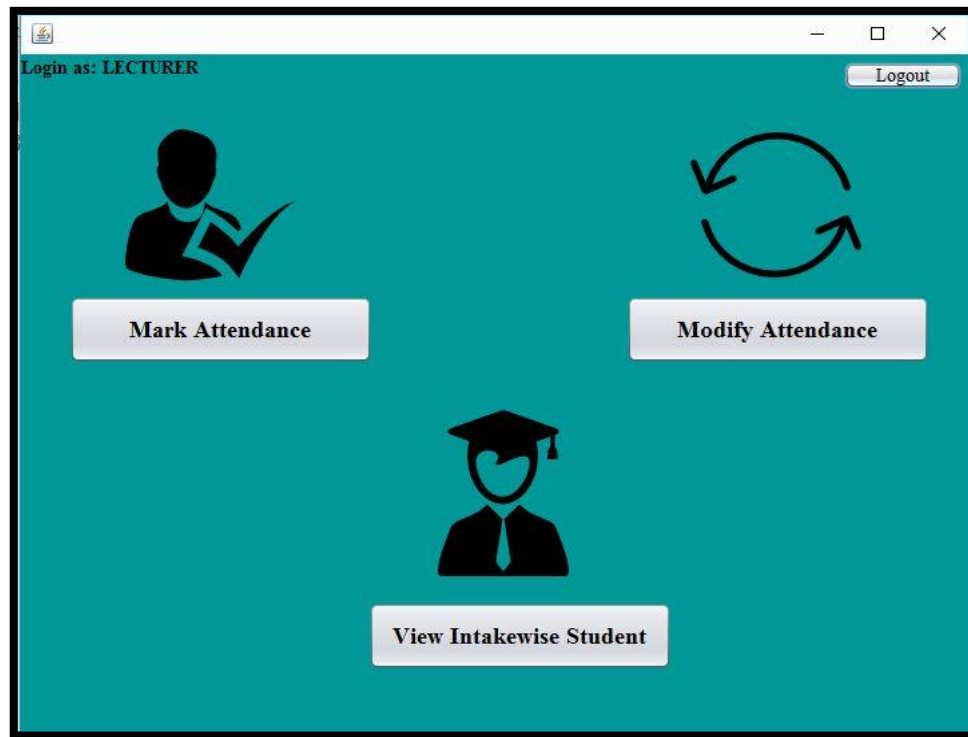 Login as: LECTURER
Logout
Mark Attendance
Modify Attendance
View Intakewise Student